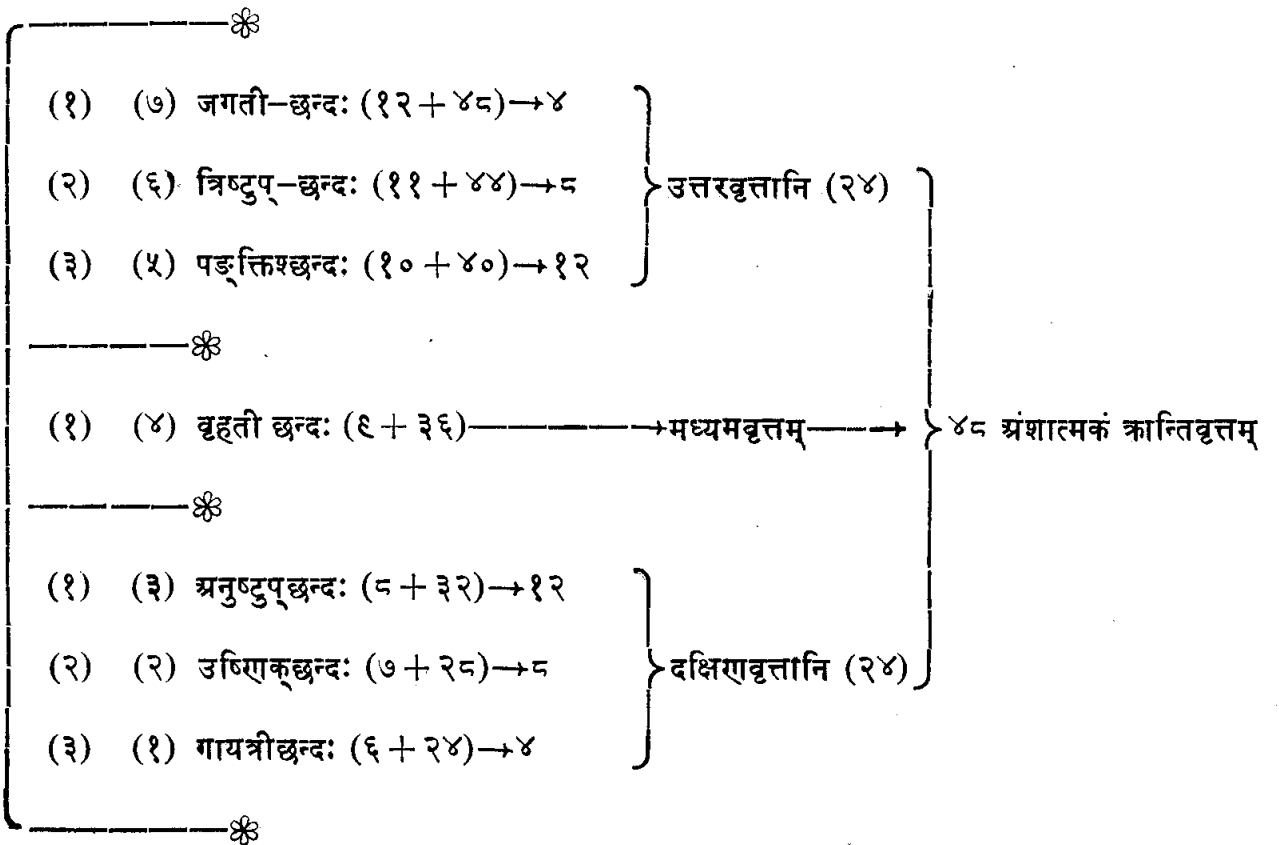 (१) (७) जगती-छन्दः (१२ + ४८)→४
(२) (६) त्रिष्टुप्-छन्दः (११ + ४४)→८ उत्तरवृत्तानि (२४)
(३) (५) पङ्क्तिश्छन्दः (१० + ४०)→१२
(१) (४) वृहती छन्दः (९ + ३६)————→मध्यमवृत्तम्———→ ४८ अंशात्मकं क्रान्तिवृत्तम्
(१) (३) अनुष्टुप्छन्दः (८ + ३२)→१२
(२) (२) उष्णिक्छन्दः (७ + २८)→८ दक्षिणवृत्तानि (२४)
(३) (१) गायत्रीछन्दः (६ + २४)→४